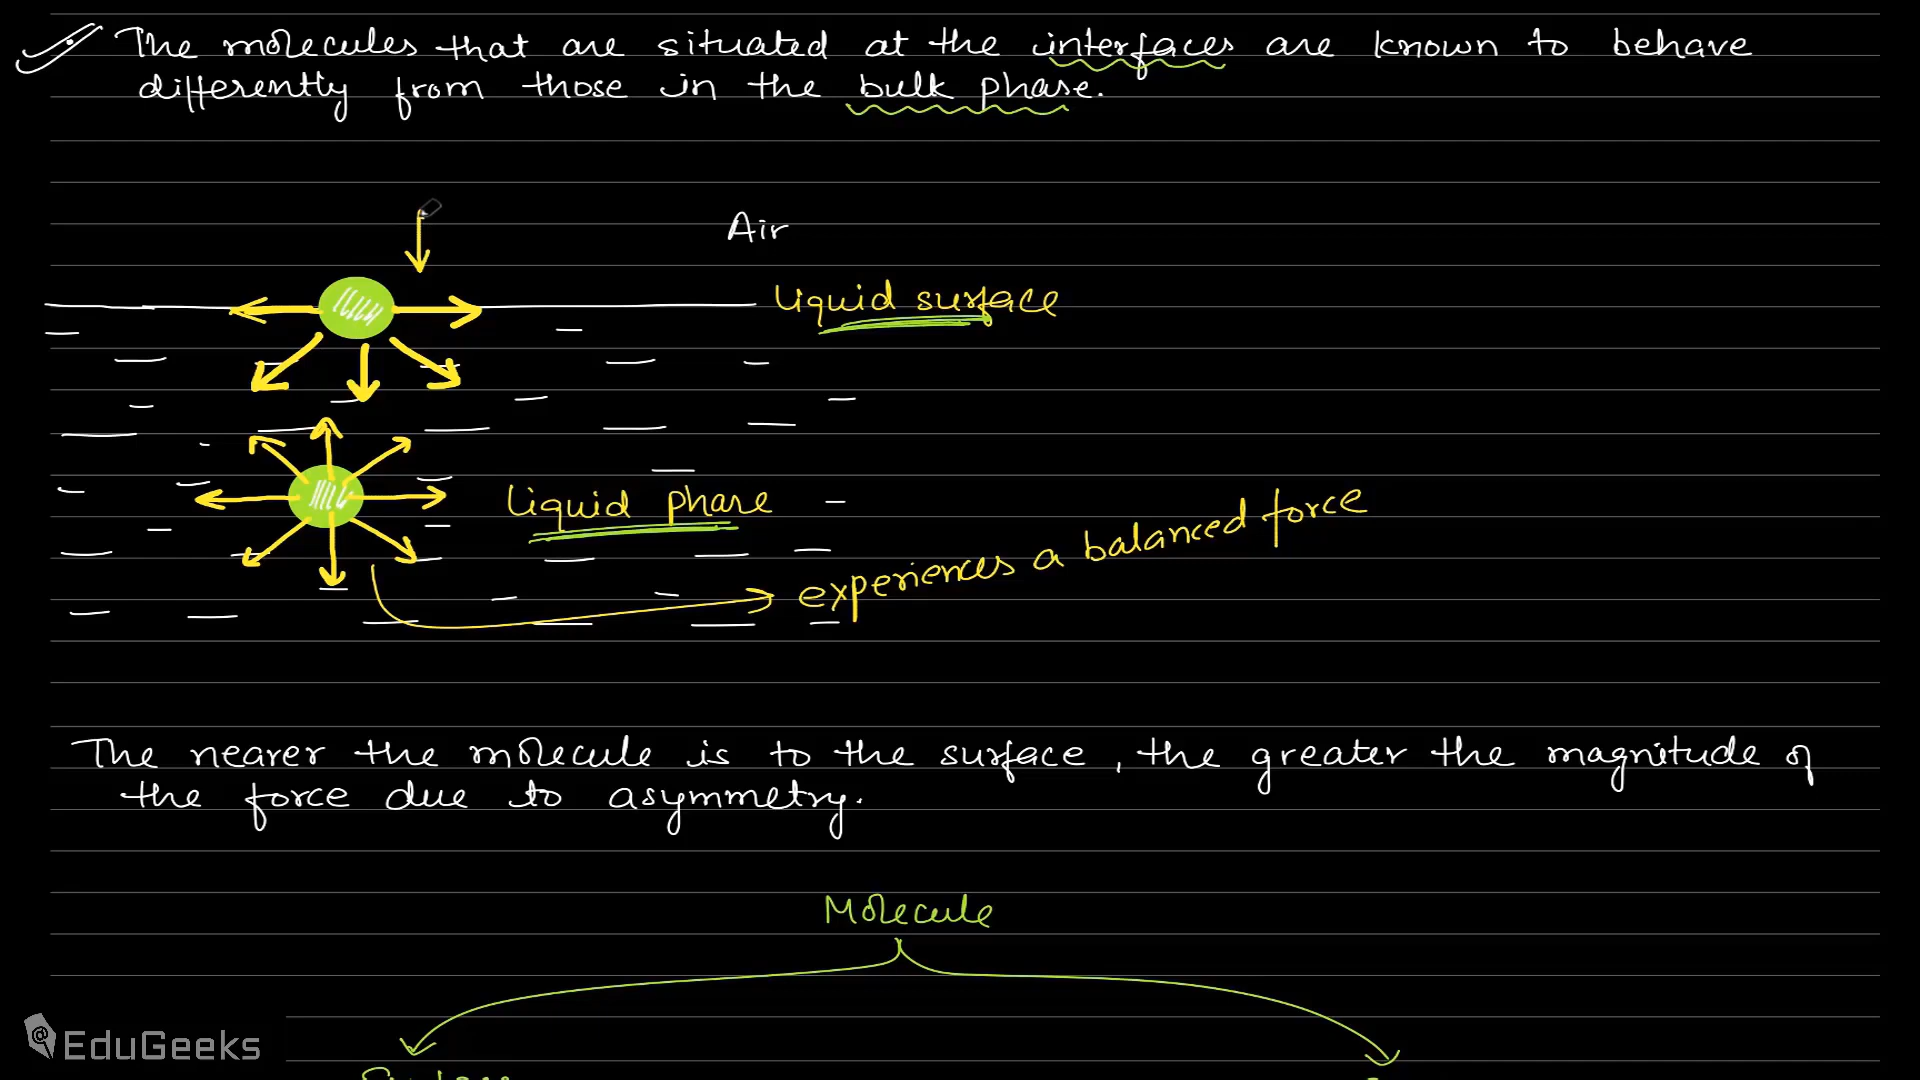 The molecules that are situated at the interfaces are known to behave
differently from those in the bulk phase.
Air
liquid surface
liquid phase
experiences a balanced force
The nearer the molecule is to the surface, the greater the magnitude of
the force due to asymmetry.
Molecule
@ EduGeeks